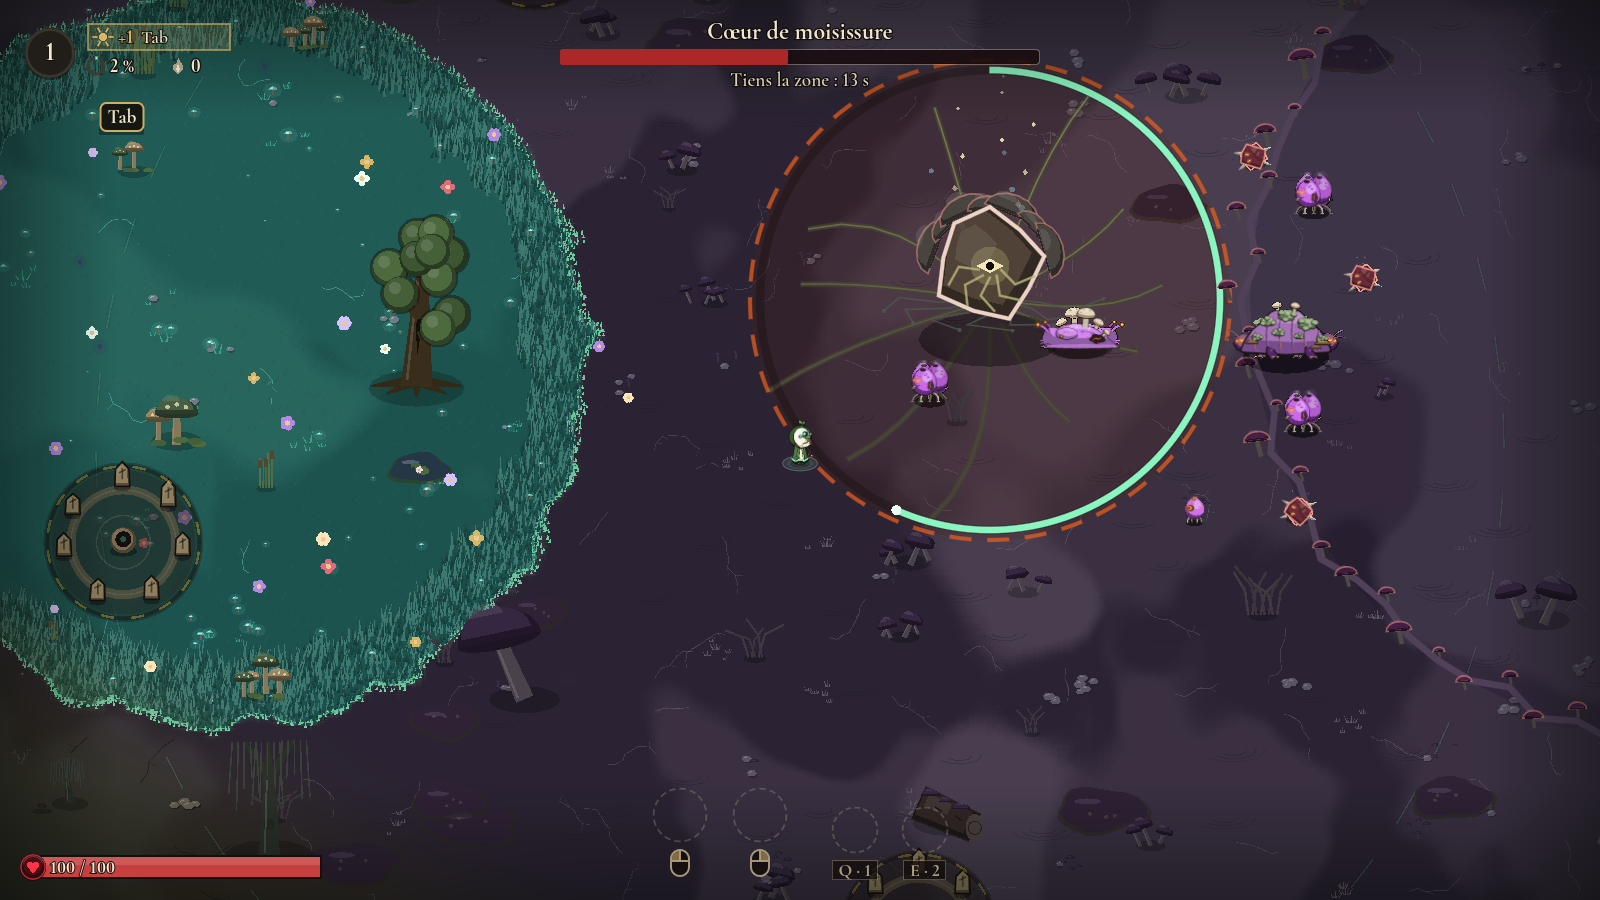 1
+1 Tab
2 %
0
Tab
Cœur de moisissure
Tiens la zone : 13 s
100 / 100
Q · 1
E · 2